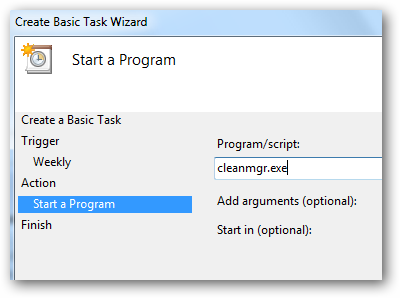 Create Basic Task Wizard
Start a Program
Create a Basic Task
Trigger
Weekly
Action
Start a Program
Finish
Program/script:
cleanmgr.exe
Add arguments (optional):
Start in (optional):